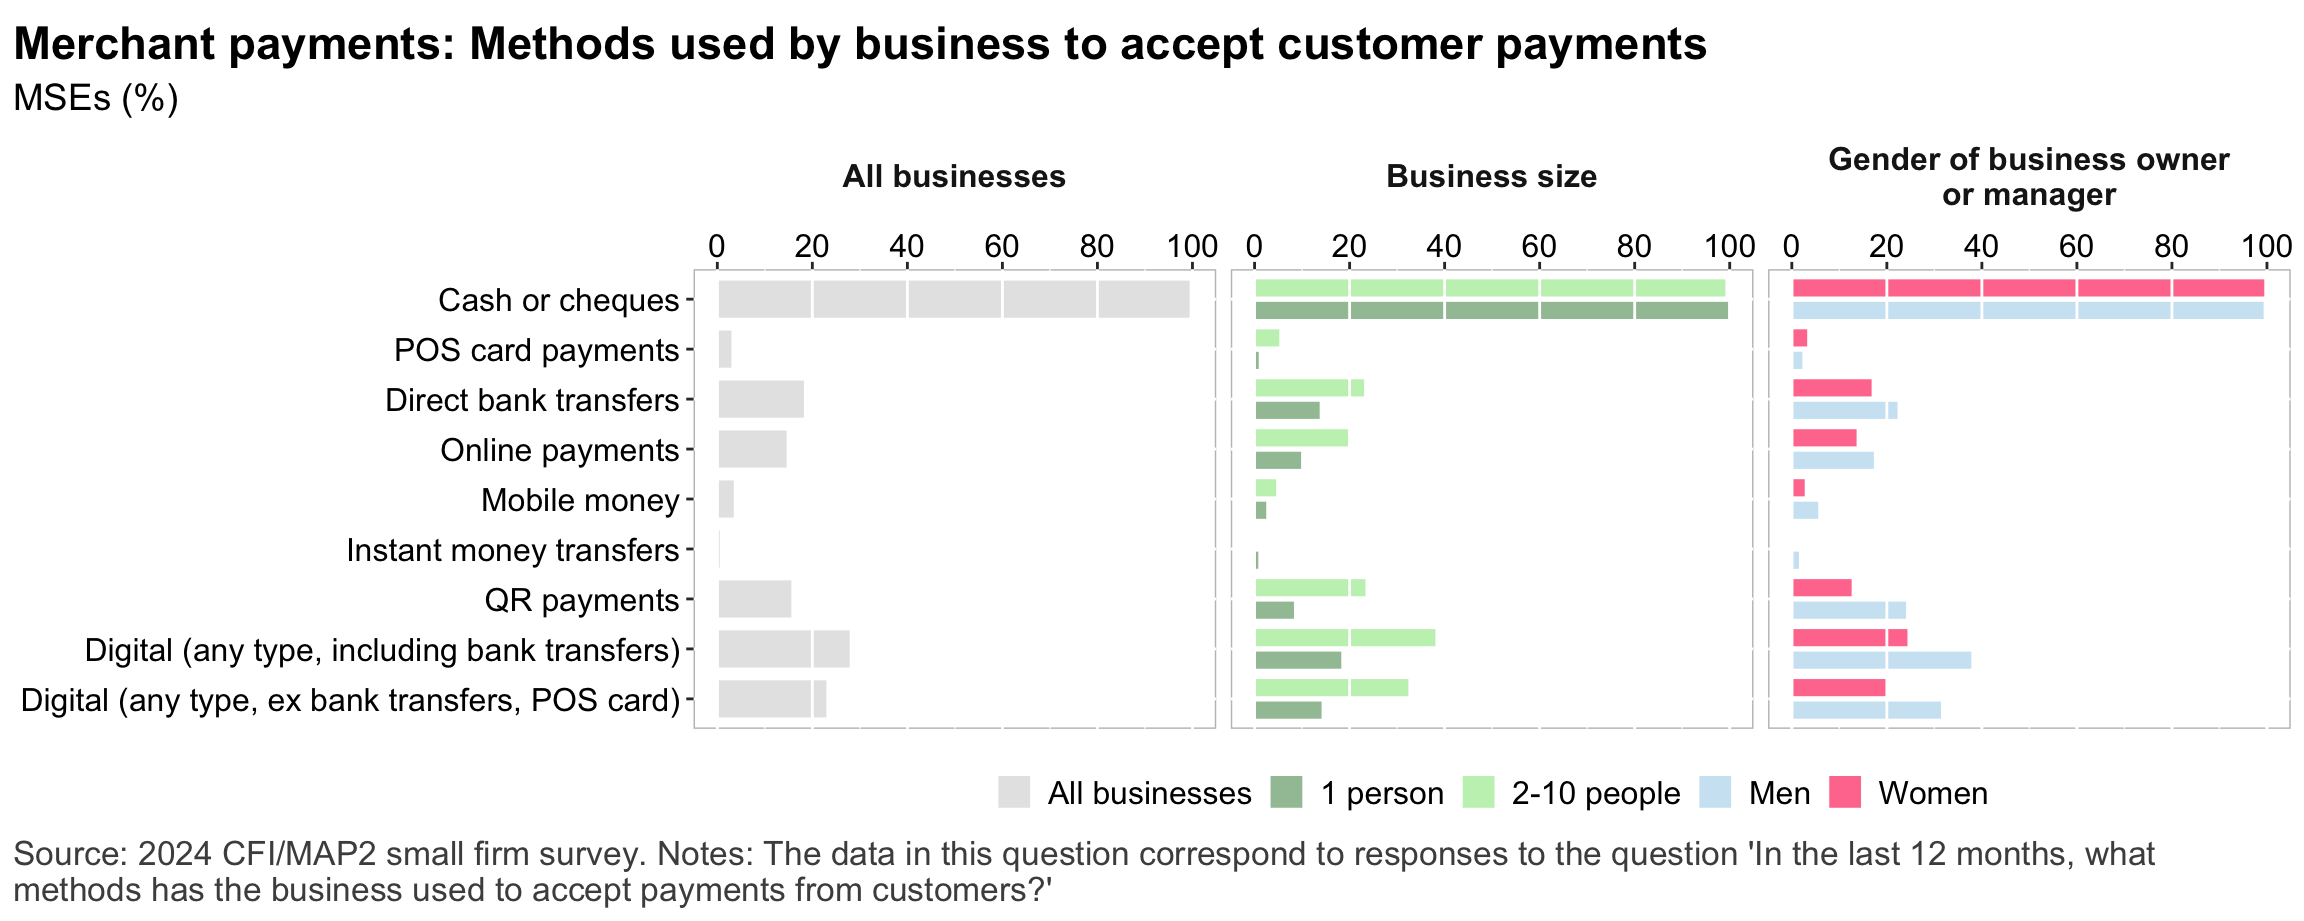 Merchant payments: Methods used by business to accept customer payments
MSEs (%)
All businesses
Business size
Gender of business owner
or manager
0 20 40 60 80 100
0 20 40 60 80 100
0 20 40 60 80 100
Cash or cheques
POS card payments
Direct bank transfers
Online payments
Mobile money
Instant money transfers
QR payments
Digital (any type, including bank transfers)
Digital (any type, ex bank transfers, POS card)
All businesses 1 person 2-10 people Men Women
Source: 2024 CFI/MAP2 small firm survey. Notes: The data in this question correspond to responses to the question 'In the last 12 months, what
methods has the business used to accept payments from customers?'